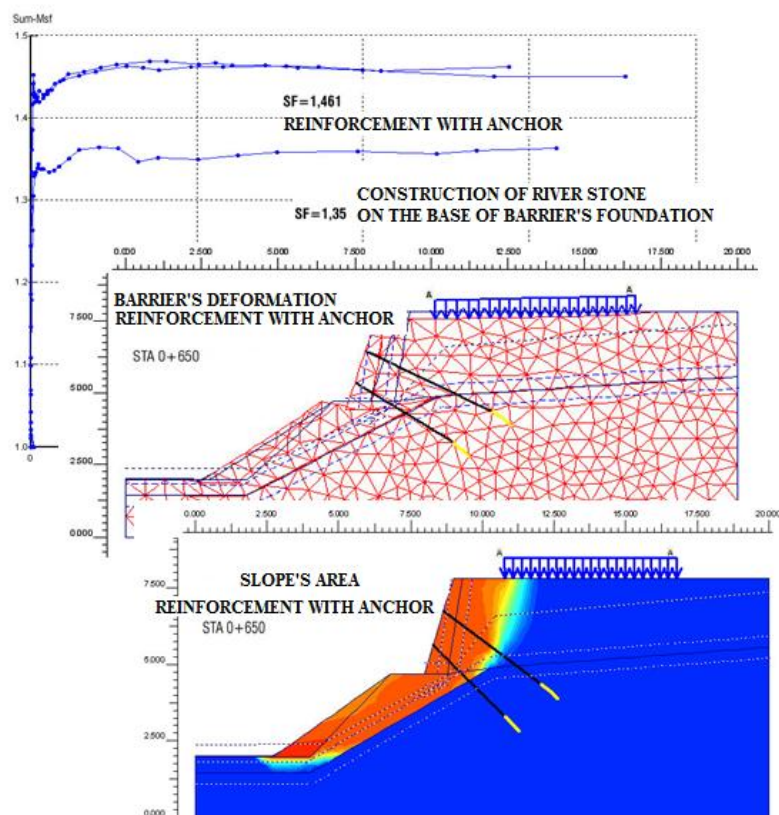 Sum-Msf
1.5
SF=1,461
1.4
REINFORCEMENT WITH ANCHOR
CONSTRUCTION OF RIVER STONE
1.3
SF=1,35
ON THE BASE OF BARRIER'S FOUNDATION
0.000 2.500 5.000 7.500 10.000 12.500 15.000 17.500 20.000
1.2
A A
BARRIER'S DEFORMATION
7.500
REINFORCEMENT WITH ANCHOR
STA 0+650
1.1
5.000
1.0
0
2.500
0.000
0.000 2.500 5.000 7.500 10.000 12.500 15.000 17.500 20.000
A A
7.500
SLOPE'S AREA
REINFORCEMENT WITH ANCHOR
STA 0+650
5.000
2.500
0.000